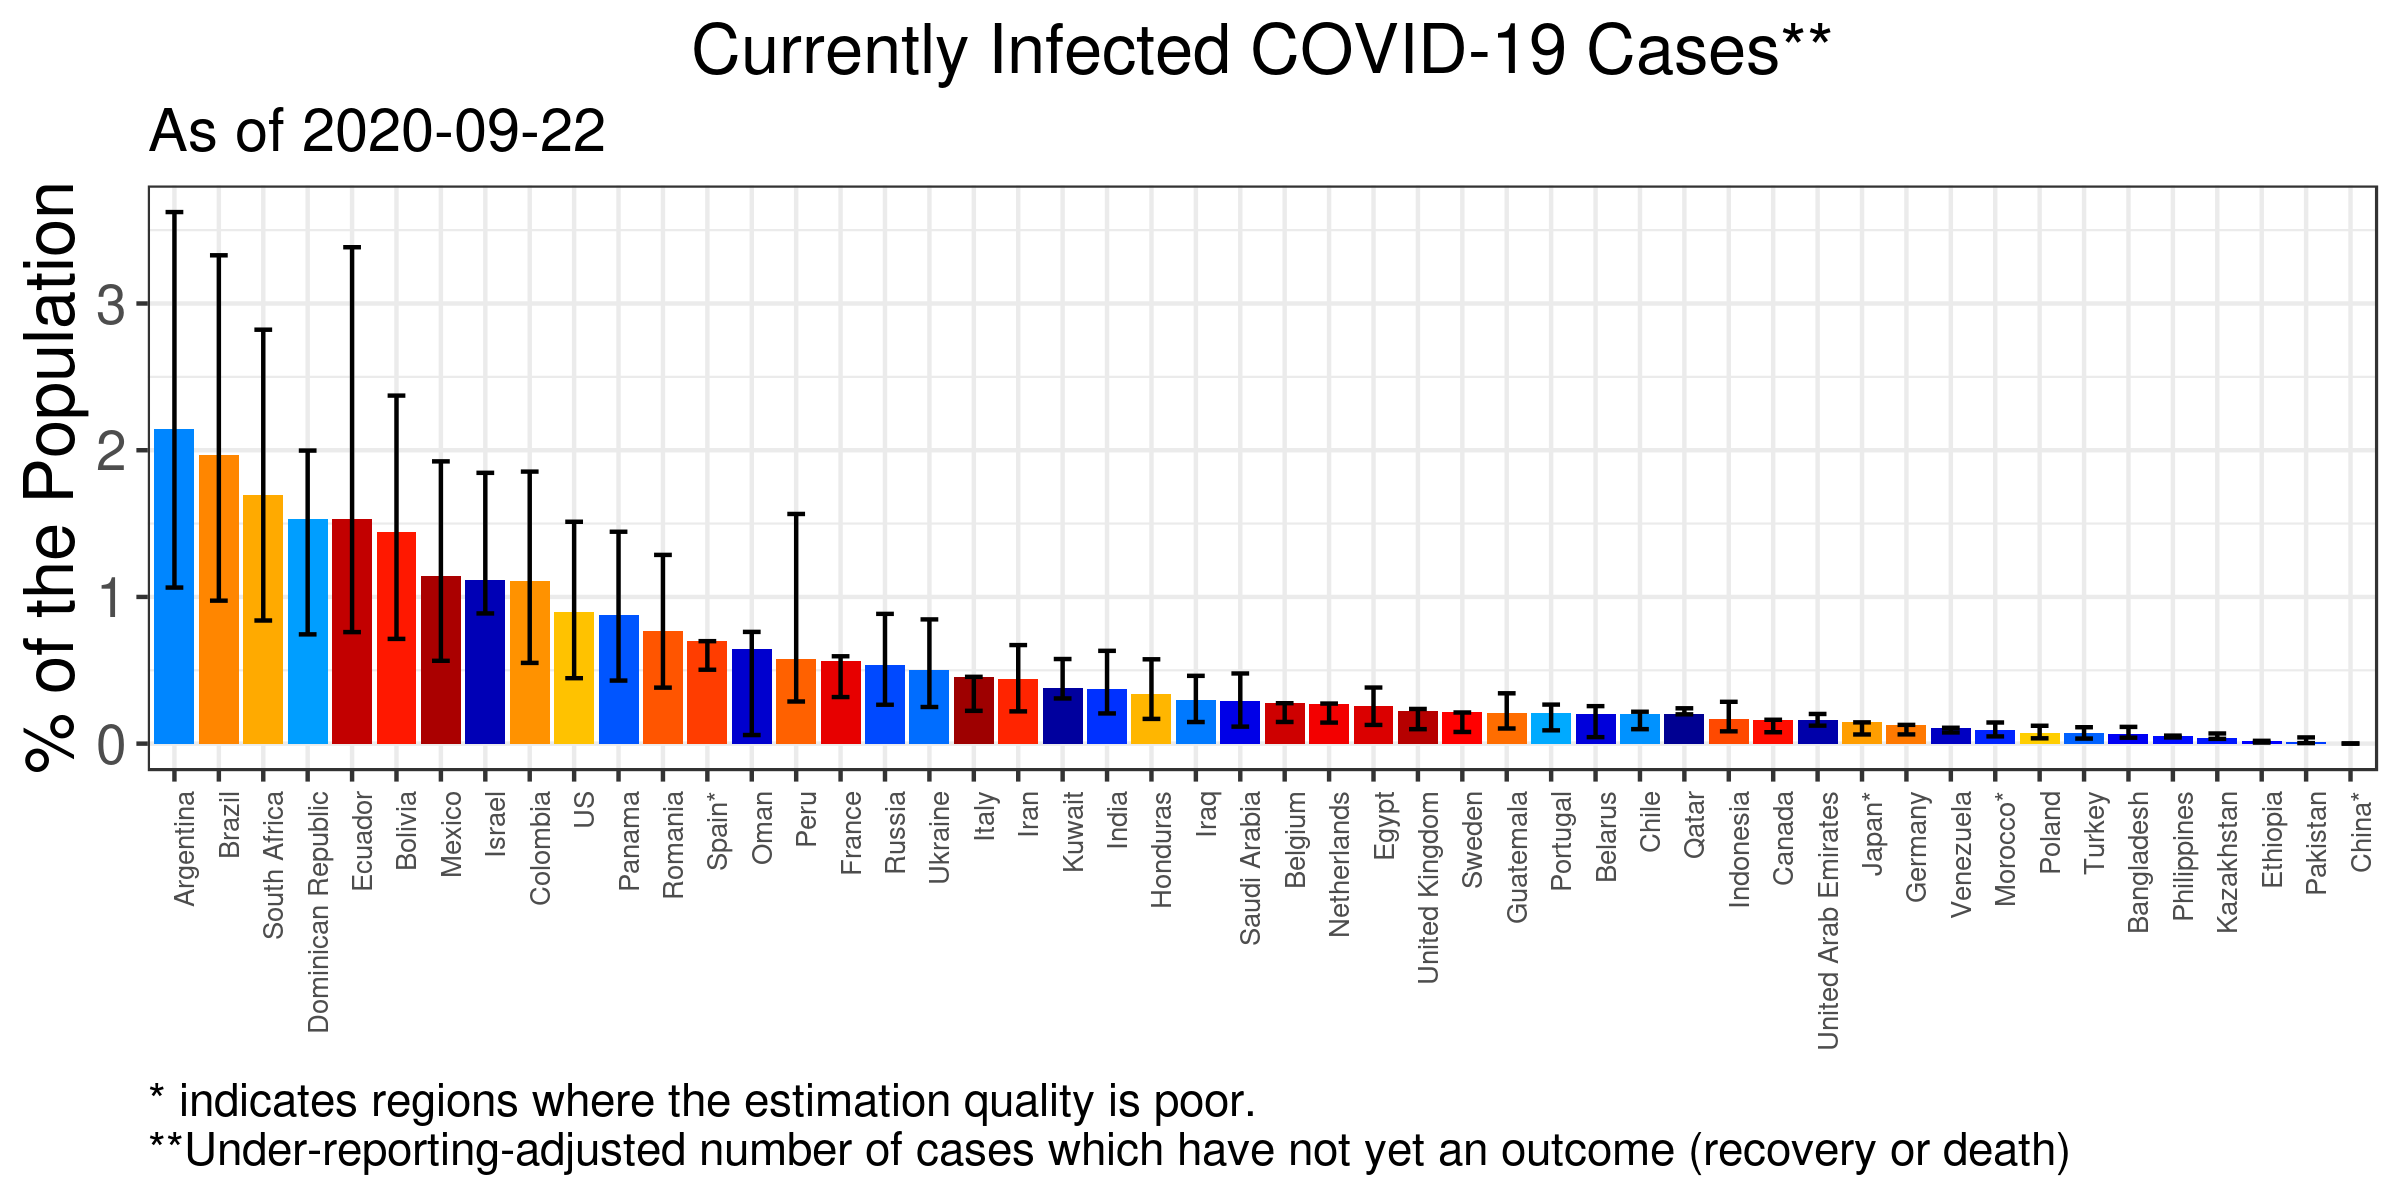 Currently Infected COVID-19 Cases**
As of 2020-09-22
% of the Population
3
2
1
0
Argentina
Brazil
South Africa
Dominican Republic
Ecuador
Bolivia
Mexico
Israel
Colombia
US
Panama
Romania
Spain*
Oman
Peru
France
Russia
Ukraine
Italy
Iran
Kuwait
India
Honduras
Iraq
Saudi Arabia
Belgium
Netherlands
Egypt
United Kingdom
Sweden
Guatemala
Portugal
Belarus
Chile
Qatar
Indonesia
Canada
United Arab Emirates
Japan*
Germany
Venezuela
Morocco*
Poland
Turkey
Bangladesh
Philippines
Kazakhstan
Ethiopia
Pakistan
China*
* indicates regions where the estimation quality is poor.
**Under-reporting-adjusted number of cases which have not yet an outcome (recovery or death)